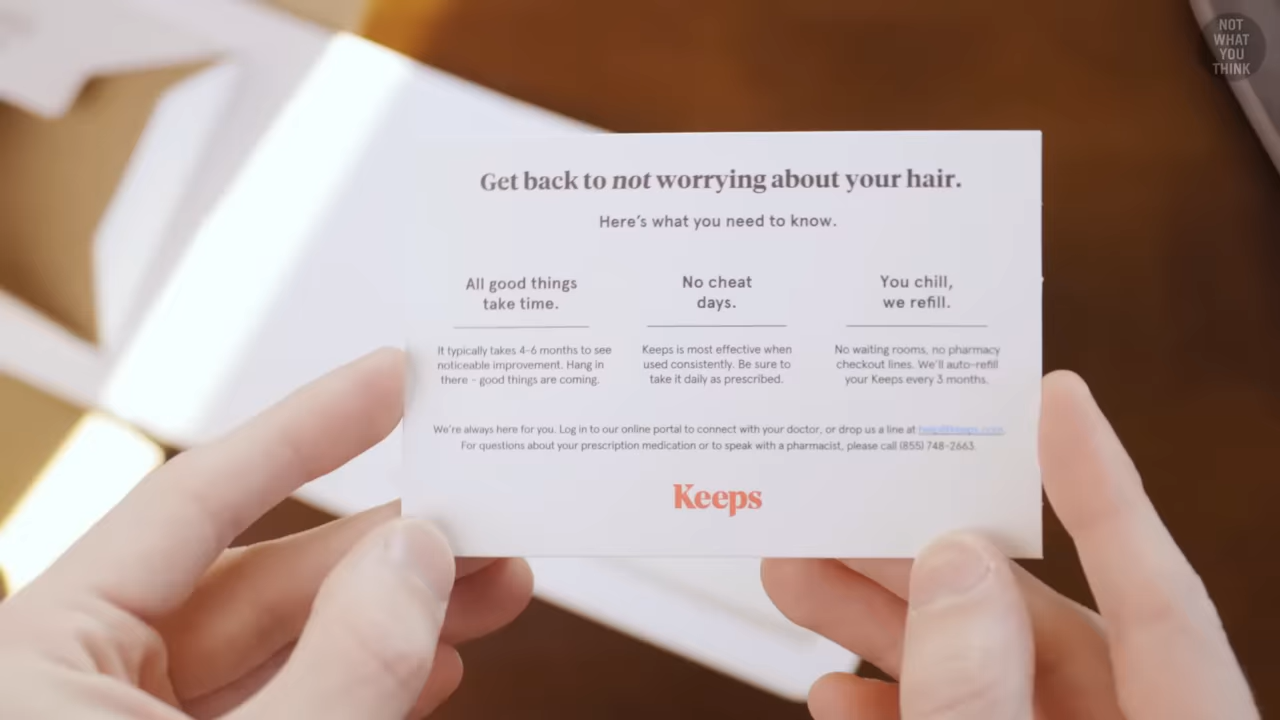 NOT
WHAT
YOU
THINK
Get back to not worrying about your hair.
Here's what you need to know.
All good things
take time.
It typically takes 4-6 months to see
noticeable improvement. Hang in
there - good things are coming.
No cheat
days.
Keeps is most effective when
used consistently. Be sure to
take it daily as prescribed.
You chill,
we refill.
No waiting rooms, no pharmacy
checkout lines. We'll auto-refill
your Keeps every 3 months.
We're always here for you. Log in to our online portal to connect with your doctor, or drop us a line at help@keeps.com.
For questions about your prescription medication or to speak with a pharmacist, please call (855) 748-2663.
Keeps